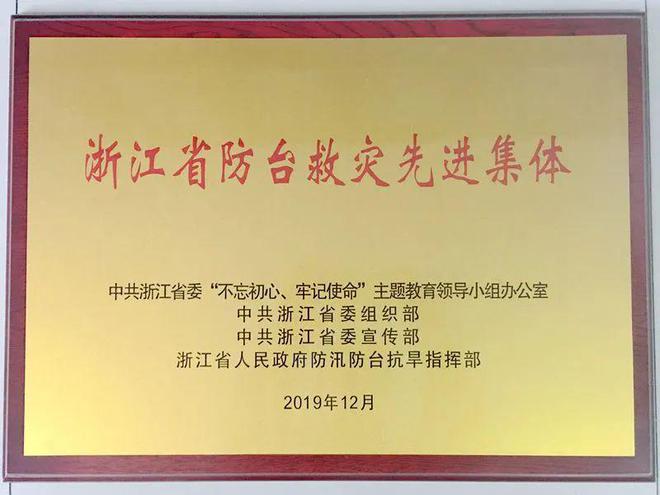 浙江省防台救灾先进集体
中共浙江省委“不忘初心、牢记使命”主题教育领导小组办公室
中共浙江省委组织部
中共浙江省委宣传部
浙江省人民政府防汛防台抗旱指挥部
2019年12月